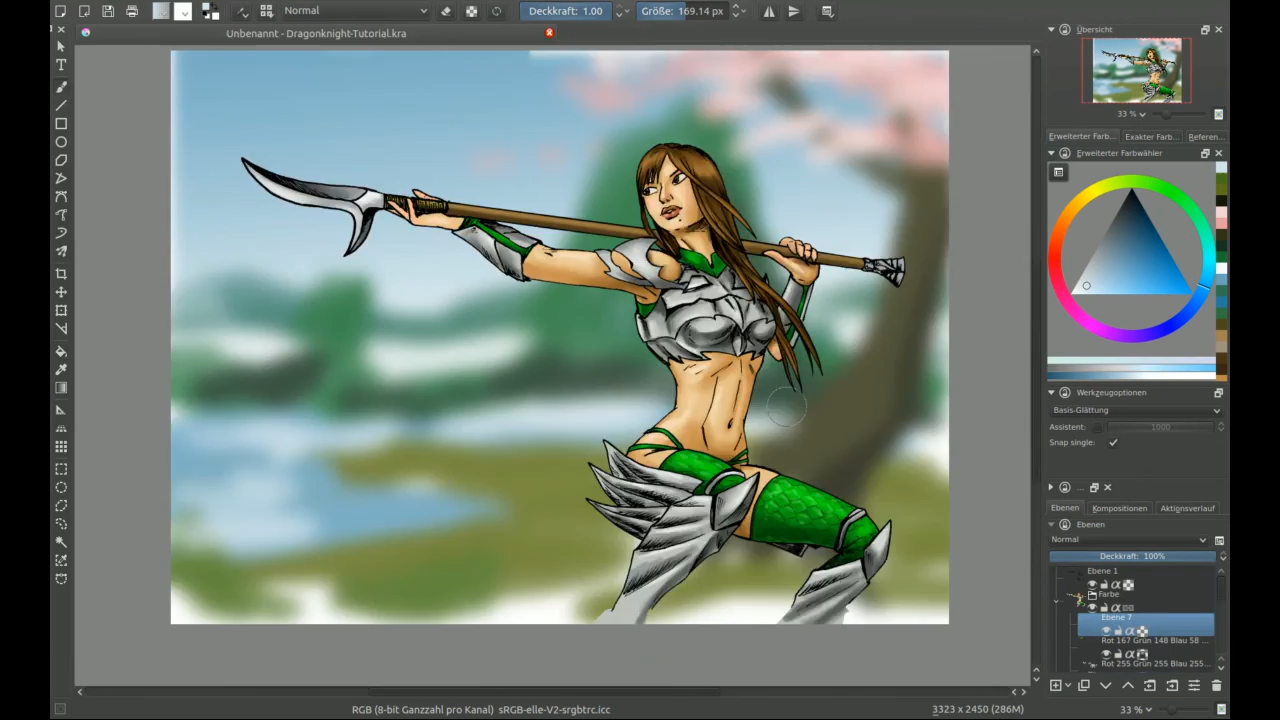 Normal
Deckkraft: 1.00
Größe: 169.14 px
Unbenannt - Dragonknight-Tutorial.kra
Übersicht
33 %
Erweiterter Farb...
Exakter Farb...
Referen...
Erweiterter Farbwähler
Werkzeugoptionen
Basis-Glättung
Assistent:
1000
Snap single:
...
Ebenen
Kompositionen
Aktionsverlauf
Ebenen
Normal
Deckkraft: 100%
Ebene 1
Farbe
Ebene 7
Rot 167 Grün 148 Blau 58 ...
Rot 255 Grün 255 Blau 255...
RGB (8-bit Ganzzahl pro Kanal) sRGB-elle-V2-srgbtrc.icc
3323 x 2450 (286M)
33 %